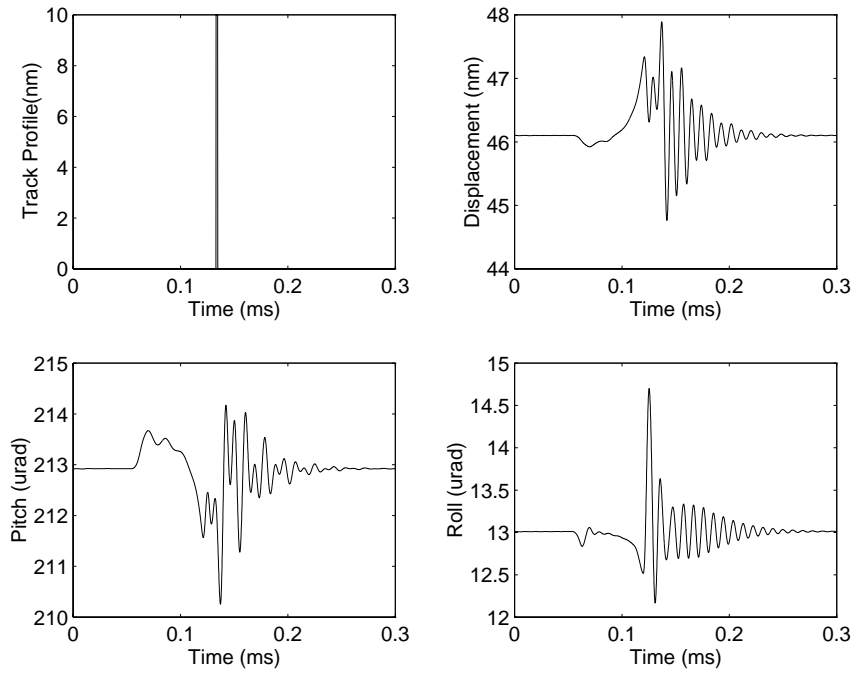 10
8
6
4
2
0
Track Profile(nm)
0 0.1 0.2 0.3
Time (ms)
48
47
46
45
44
Displacement (nm)
0 0.1 0.2 0.3
Time (ms)
215
214
213
212
211
210
Pitch (urad)
0 0.1 0.2 0.3
Time (ms)
15
14.5
14
13.5
13
12.5
12
Roll (urad)
0 0.1 0.2 0.3
Time (ms)